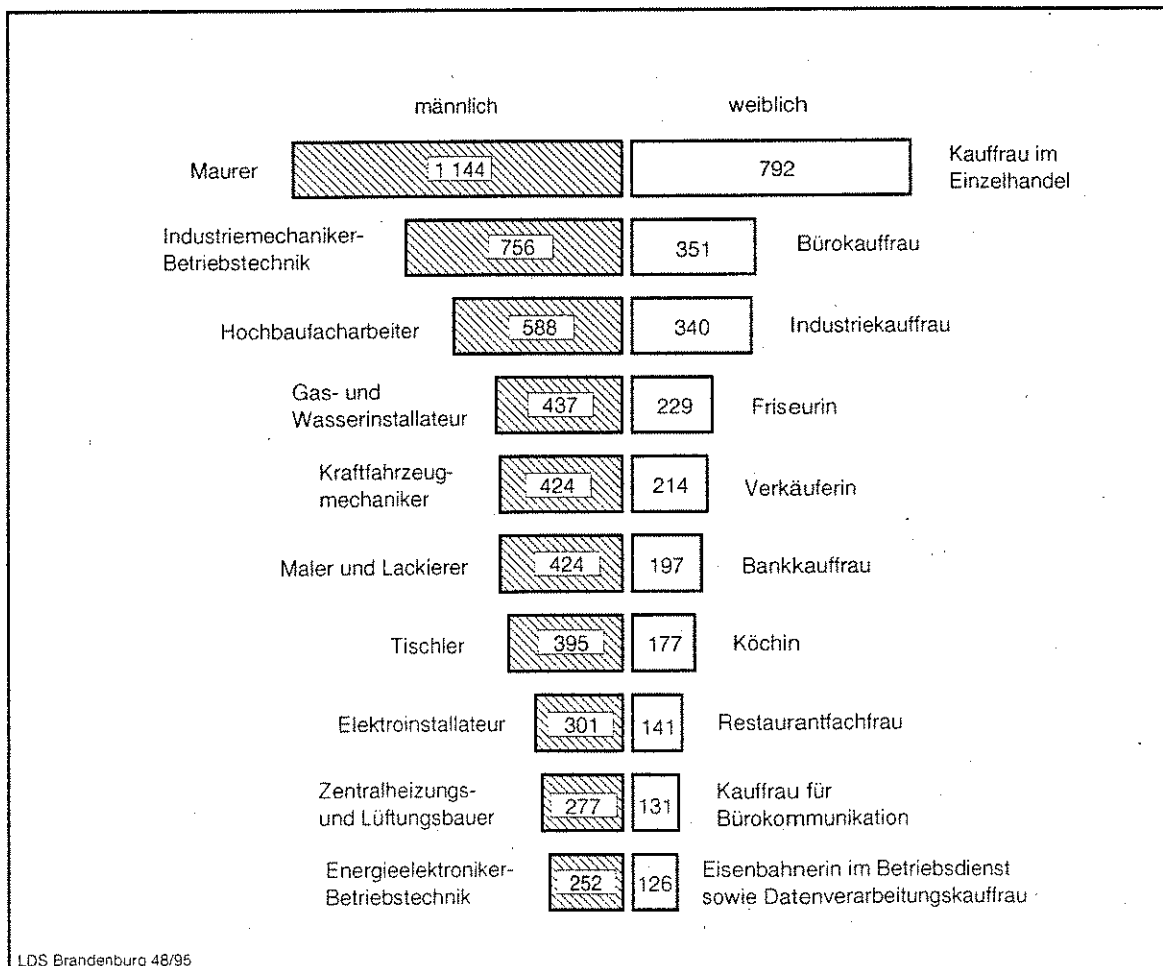 männlich weiblich
Maurer 1 144 792 Kauffrau im
Einzelhandel
Industriemechaniker-
Betriebstechnik 756 351 Bürokauffrau
Hochbaufacharbeiter 588 340 Industriekauffrau
Gas- und
Wasserinstallateur 437 229 Friseurin
Kraftfahrzeug-
mechaniker 424 214 Verkäuferin
Maler und Lackierer 424 197 Bankkauffrau
Tischler 395 177 Köchin
Elektroinstallateur 301 141 Restaurantfachfrau
Zentralheizungs-
und Lüftungsbauer 277 131 Kauffrau für
Bürokommunikation
Energieelektroniker-
Betriebstechnik 252 126 Eisenbahnerin im Betriebsdienst
sowie Datenverarbeitungskauffrau
LDS Brandenburg 48/95